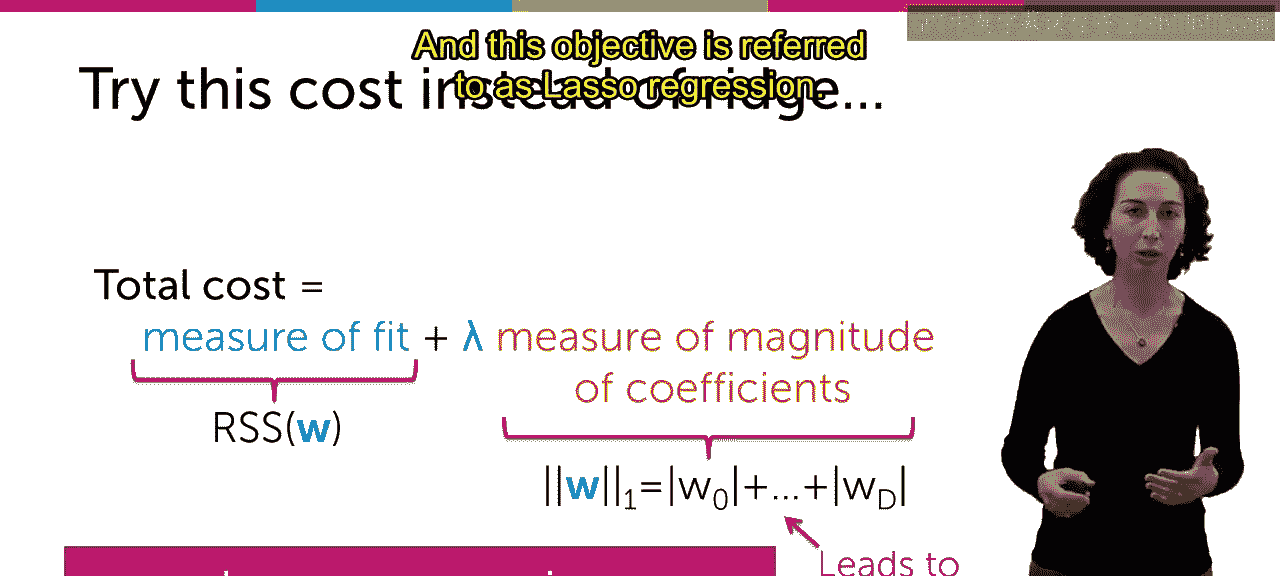 And this objective is referred
to as Lasso regression.
Try this cost instead of ridge...
Total cost =
measure of fit + λ measure of magnitude
of coefficients
RSS(w)
||w||₁=|w₀|+...+|w_D|
Leads to